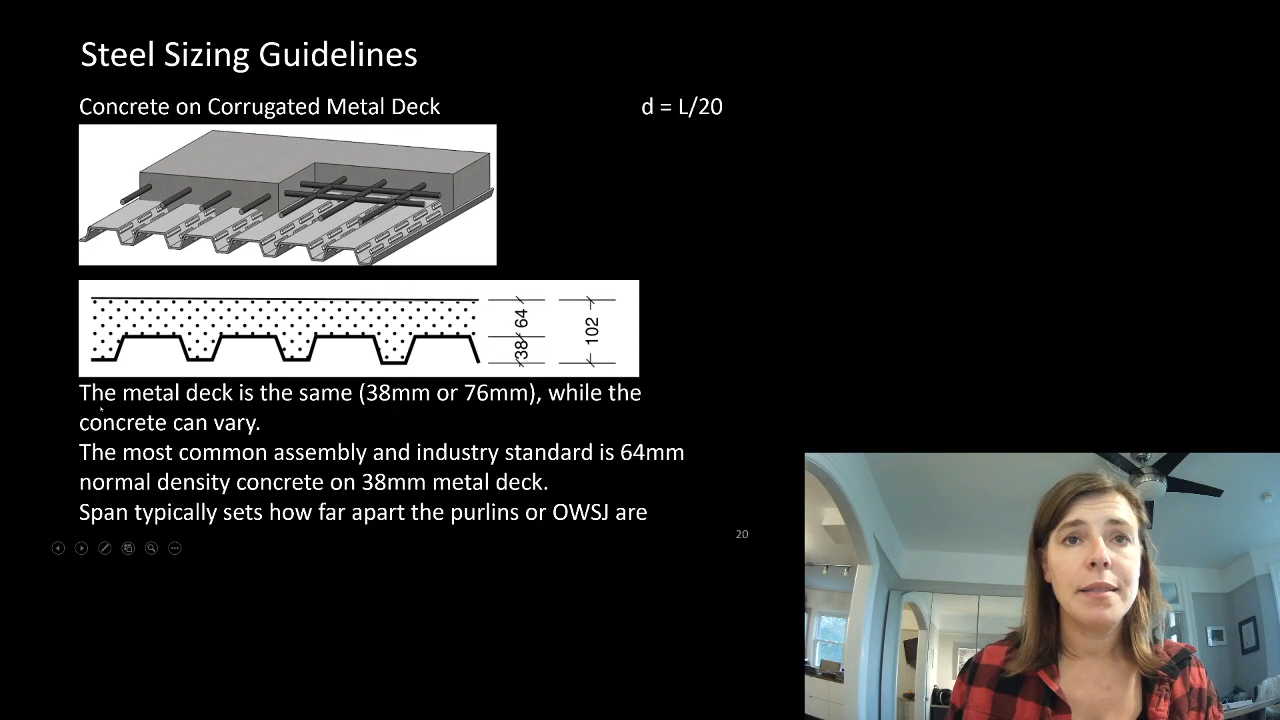 Steel Sizing Guidelines
Concrete on Corrugated Metal Deck
d = L/20
64
38
102
The metal deck is the same (38mm or 76mm), while the
concrete can vary.
The most common assembly and industry standard is 64mm
normal density concrete on 38mm metal deck.
Span typically sets how far apart the purlins or OWSJ are
20